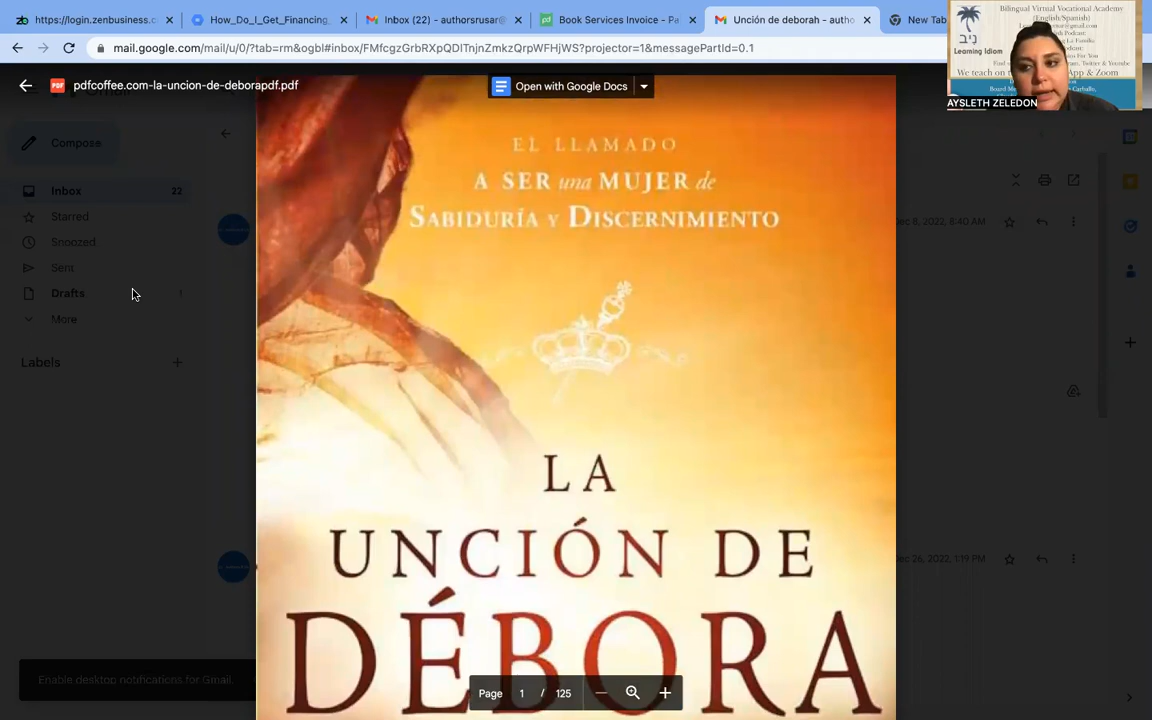 https://login.zenbusiness.c
How_Do_I_Get_Financing_
Inbox (22) - authorsrusar@
Book Services Invoice - Pa
Unción de deborah - autho
New Tab
mail.google.com/mail/u/0/?tab=rm&ogbl#inbox/FMfcgzGrbRXpQDlTnjnZmkzQrpWFHjWS?projector=1&messagePartId=0.1
PDF
pdfcoffee.com-la-uncion-de-deborapdf.pdf
Open with Google Docs
Bilingual Virtual Vocational Academy
(English/Spanish)
Learning Idiom
We teach on
App & Zoom
AYSLETH ZELEDON
Compose
Inbox 22
Starred
Snoozed
Sent
Drafts 1
More
Labels
Dec 8, 2022, 8:40 AM
Dec 26, 2022, 1:19 PM
Enable desktop notifications for Gmail.
EL LLAMADO
A SER una MUJER de
SABIDURÍA Y DISCERNIMIENTO
LA
UNCIÓN DE
DÉBORA
Page 1 / 125